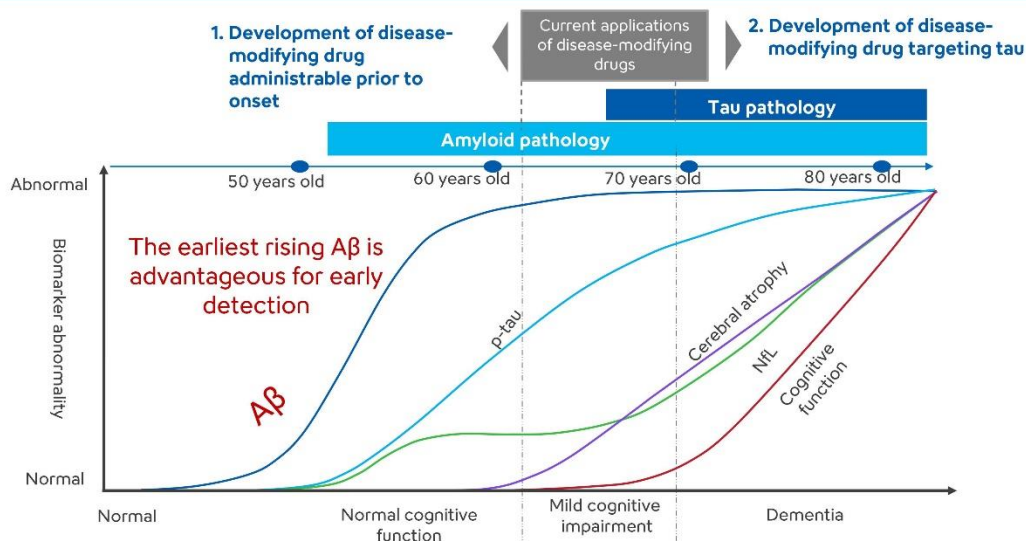 1. Development of disease-
modifying drug
administrable prior to
onset
Current applications
of disease-modifying
drugs
2. Development of disease-
modifying drug targeting tau
Tau pathology
Amyloid pathology
50 years old
60 years old
70 years old
80 years old
Abnormal
Biomarker abnormality
Normal
The earliest rising Aβ is
advantageous for early
detection
Aβ
p-tau
Cerebral atrophy
NfL
Cognitive
function
Normal
Normal cognitive
function
Mild cognitive
impairment
Dementia